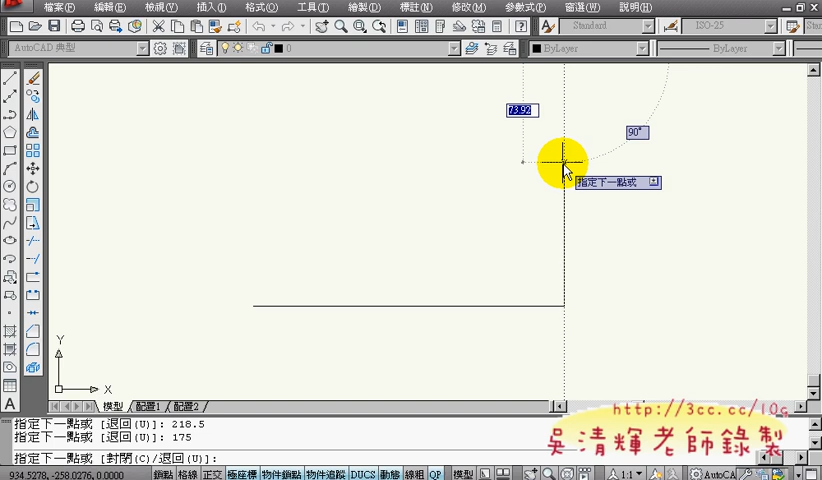 檔案(F) 編輯(E) 檢視(V) 插入(I) 格式(O) 工具(T) 繪製(D) 標註(N) 修改(M) 參數式(P) 窗選(W) 說明(H)
Standard ISO-25
AutoCAD 典型 0 ByLayer ByLayer
73.92
90°
指定下一點或
Y
X
模型 配置1 配置2
A
http://3cc.cc/10g
吳清輝老師錄製
指定下一點或 [退回(U)]: 218.5
指定下一點或 [退回(U)]: 175
指定下一點或 [封閉(C)/退回(U)]:
934.5278, -258.0276, 0.0000 鎖點 格線 正交 極座標 物件鎖點 物件追蹤 DUCS 動態 線粗 QP 模型 1:1 AutoCA